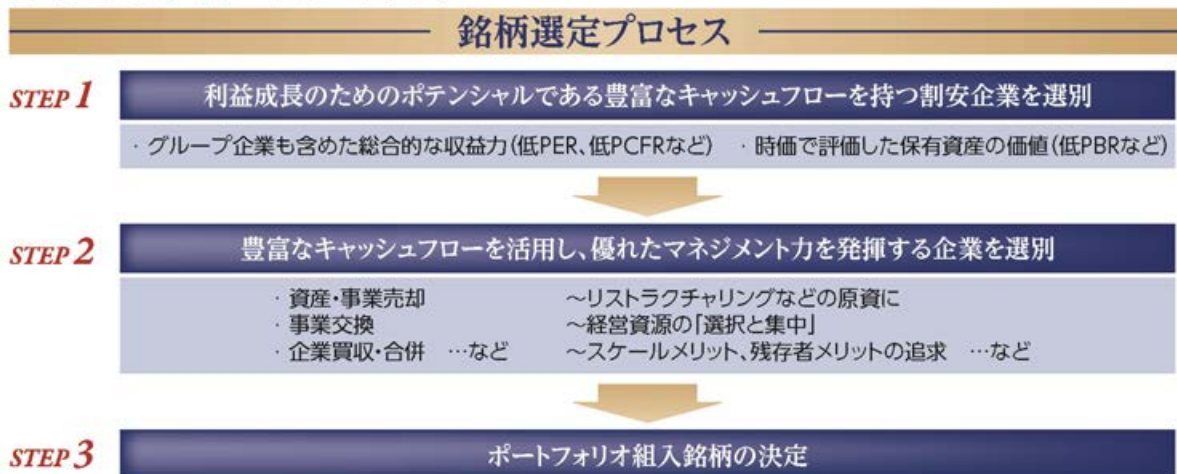 銘柄選定プロセス
STEP 1 利益成長のためのポテンシャルである豊富なキャッシュフローを持つ割安企業を選別
・グループ企業も含めた総合的な収益力(低PER、低PCFRなど) ・時価で評価した保有資産の価値(低PBRなど)
STEP 2 豊富なキャッシュフローを活用し、優れたマネジメント力を発揮する企業を選別
・資産・事業売却 ～リストラクチャリングなどの原資に
・事業交換 ～経営資源の「選択と集中」
・企業買収・合併 …など ～スケールメリット、残存者メリットの追求 …など
STEP 3 ポートフォリオ組入銘柄の決定